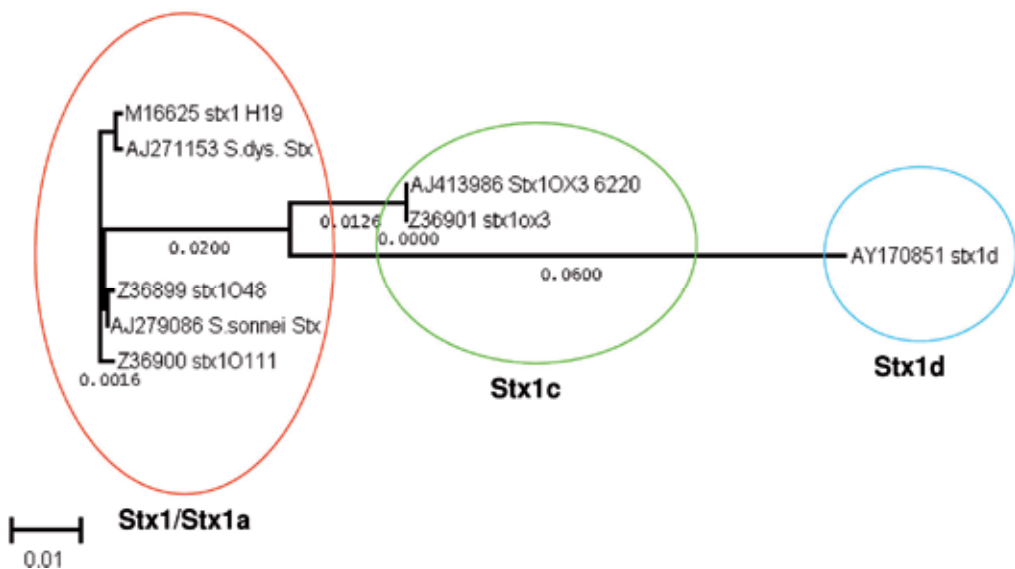 M16625 stx1 H19
AJ271153 S.dys. Stx
AJ413986 Stx1OX3 6220
0.0126
Z36901 stx1ox3
0.0000
0.0200
AY170851 stx1d
0.0600
Z36899 stx1O48
AJ279086 S.sonnei Stx
Z36900 stx1O111
0.0016
Stx1c
Stx1d
Stx1/Stx1a
0.01